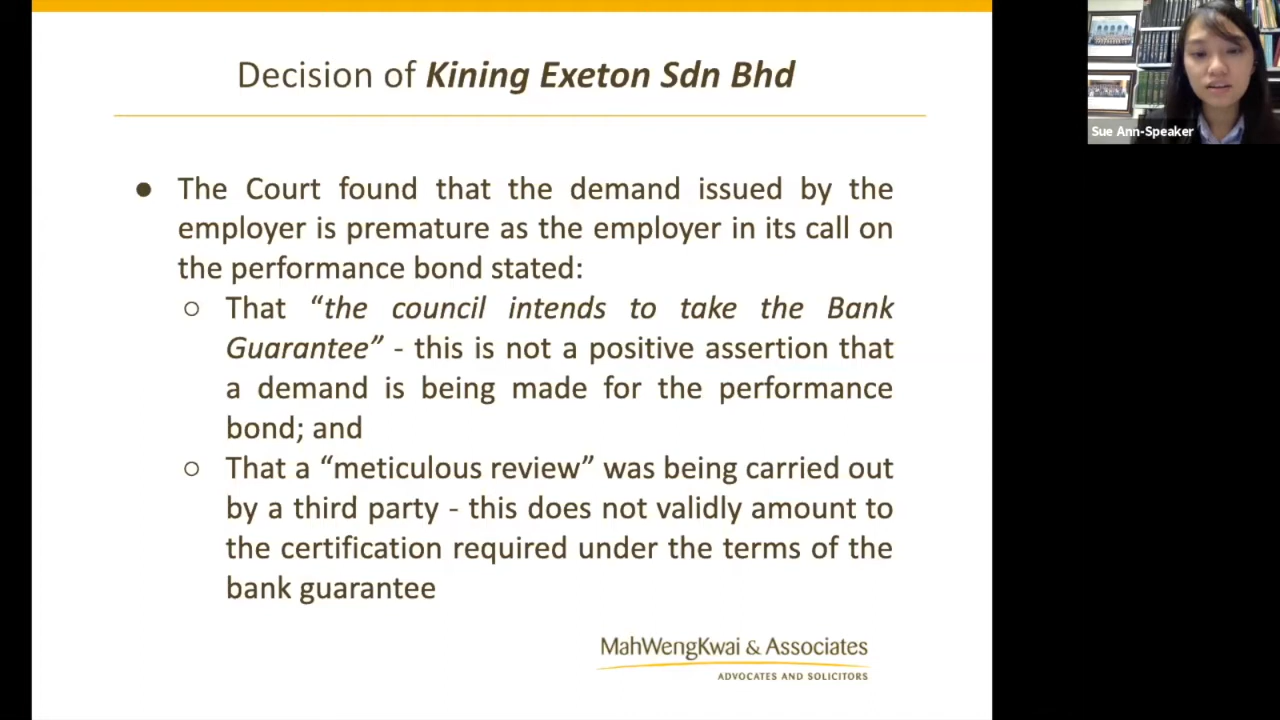 Decision of Kining Exeton Sdn Bhd
● The Court found that the demand issued by the
employer is premature as the employer in its call on
the performance bond stated:
○ That “the council intends to take the Bank
Guarantee” - this is not a positive assertion that
a demand is being made for the performance
bond; and
○ That a “meticulous review” was being carried out
by a third party - this does not validly amount to
the certification required under the terms of the
bank guarantee
MahWengKwai & Associates
ADVOCATES AND SOLICITORS
Sue Ann-Speaker